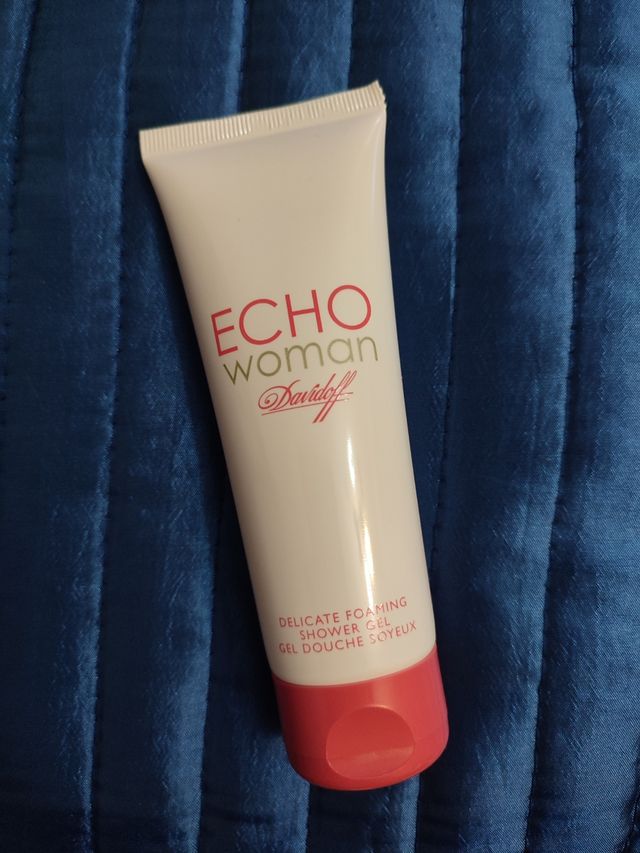 ECHO
woman
Davidoff
DELICATE FOAMING
SHOWER GEL
GEL DOUCHE SOYEUX